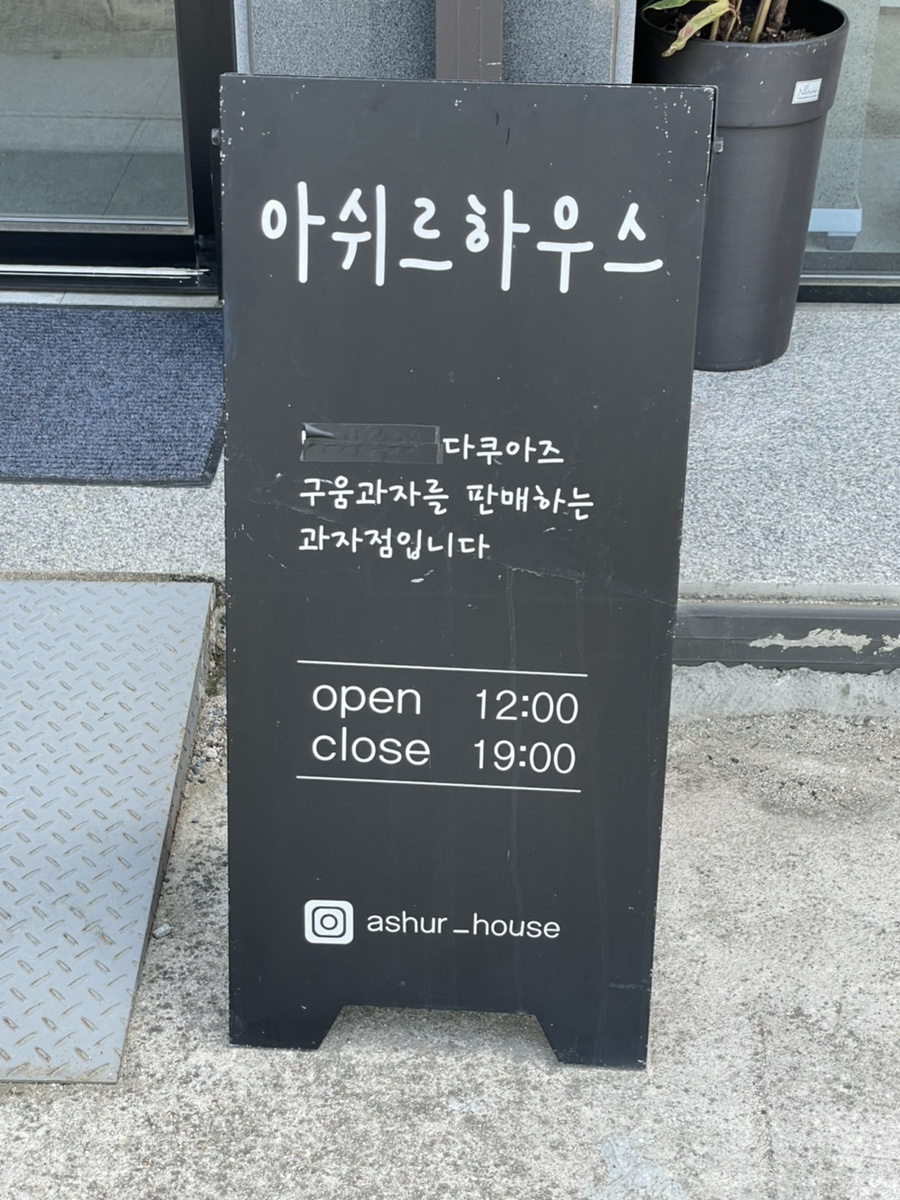 아쉬르하우스
다쿠아즈
구움과자를 판매하는
과자점입니다
open 12:00
close 19:00
ashur_house